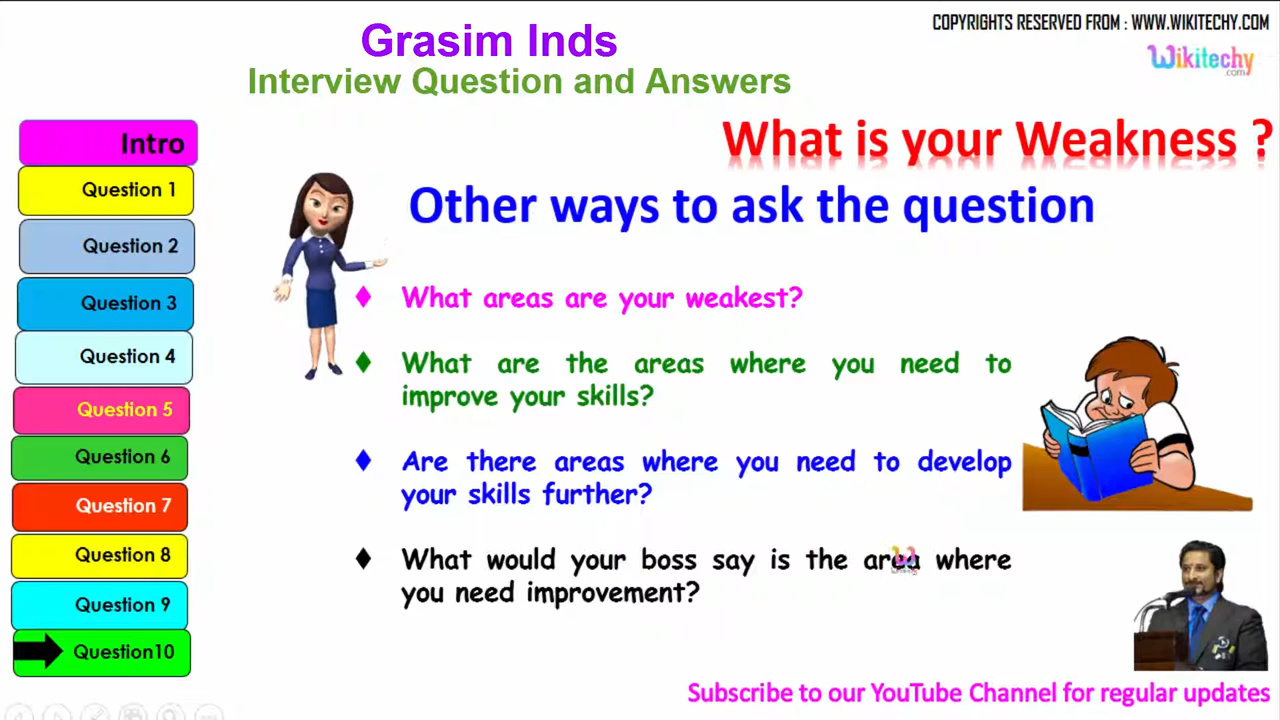 COPYRIGHTS RESERVED FROM : WWW.WIKITECHY.COM
Grasim Inds
Wikitechy
.com
Interview Question and Answers
What is your Weakness ?
Intro
Question 1
Question 2
Question 3
Question 4
Question 5
Question 6
Question 7
Question 8
Question 9
Question10
Other ways to ask the question
What areas are your weakest?
What are the areas where you need to
improve your skills?
Are there areas where you need to develop
your skills further?
What would your boss say is the area where
you need improvement?
Subscribe to our YouTube Channel for regular updates